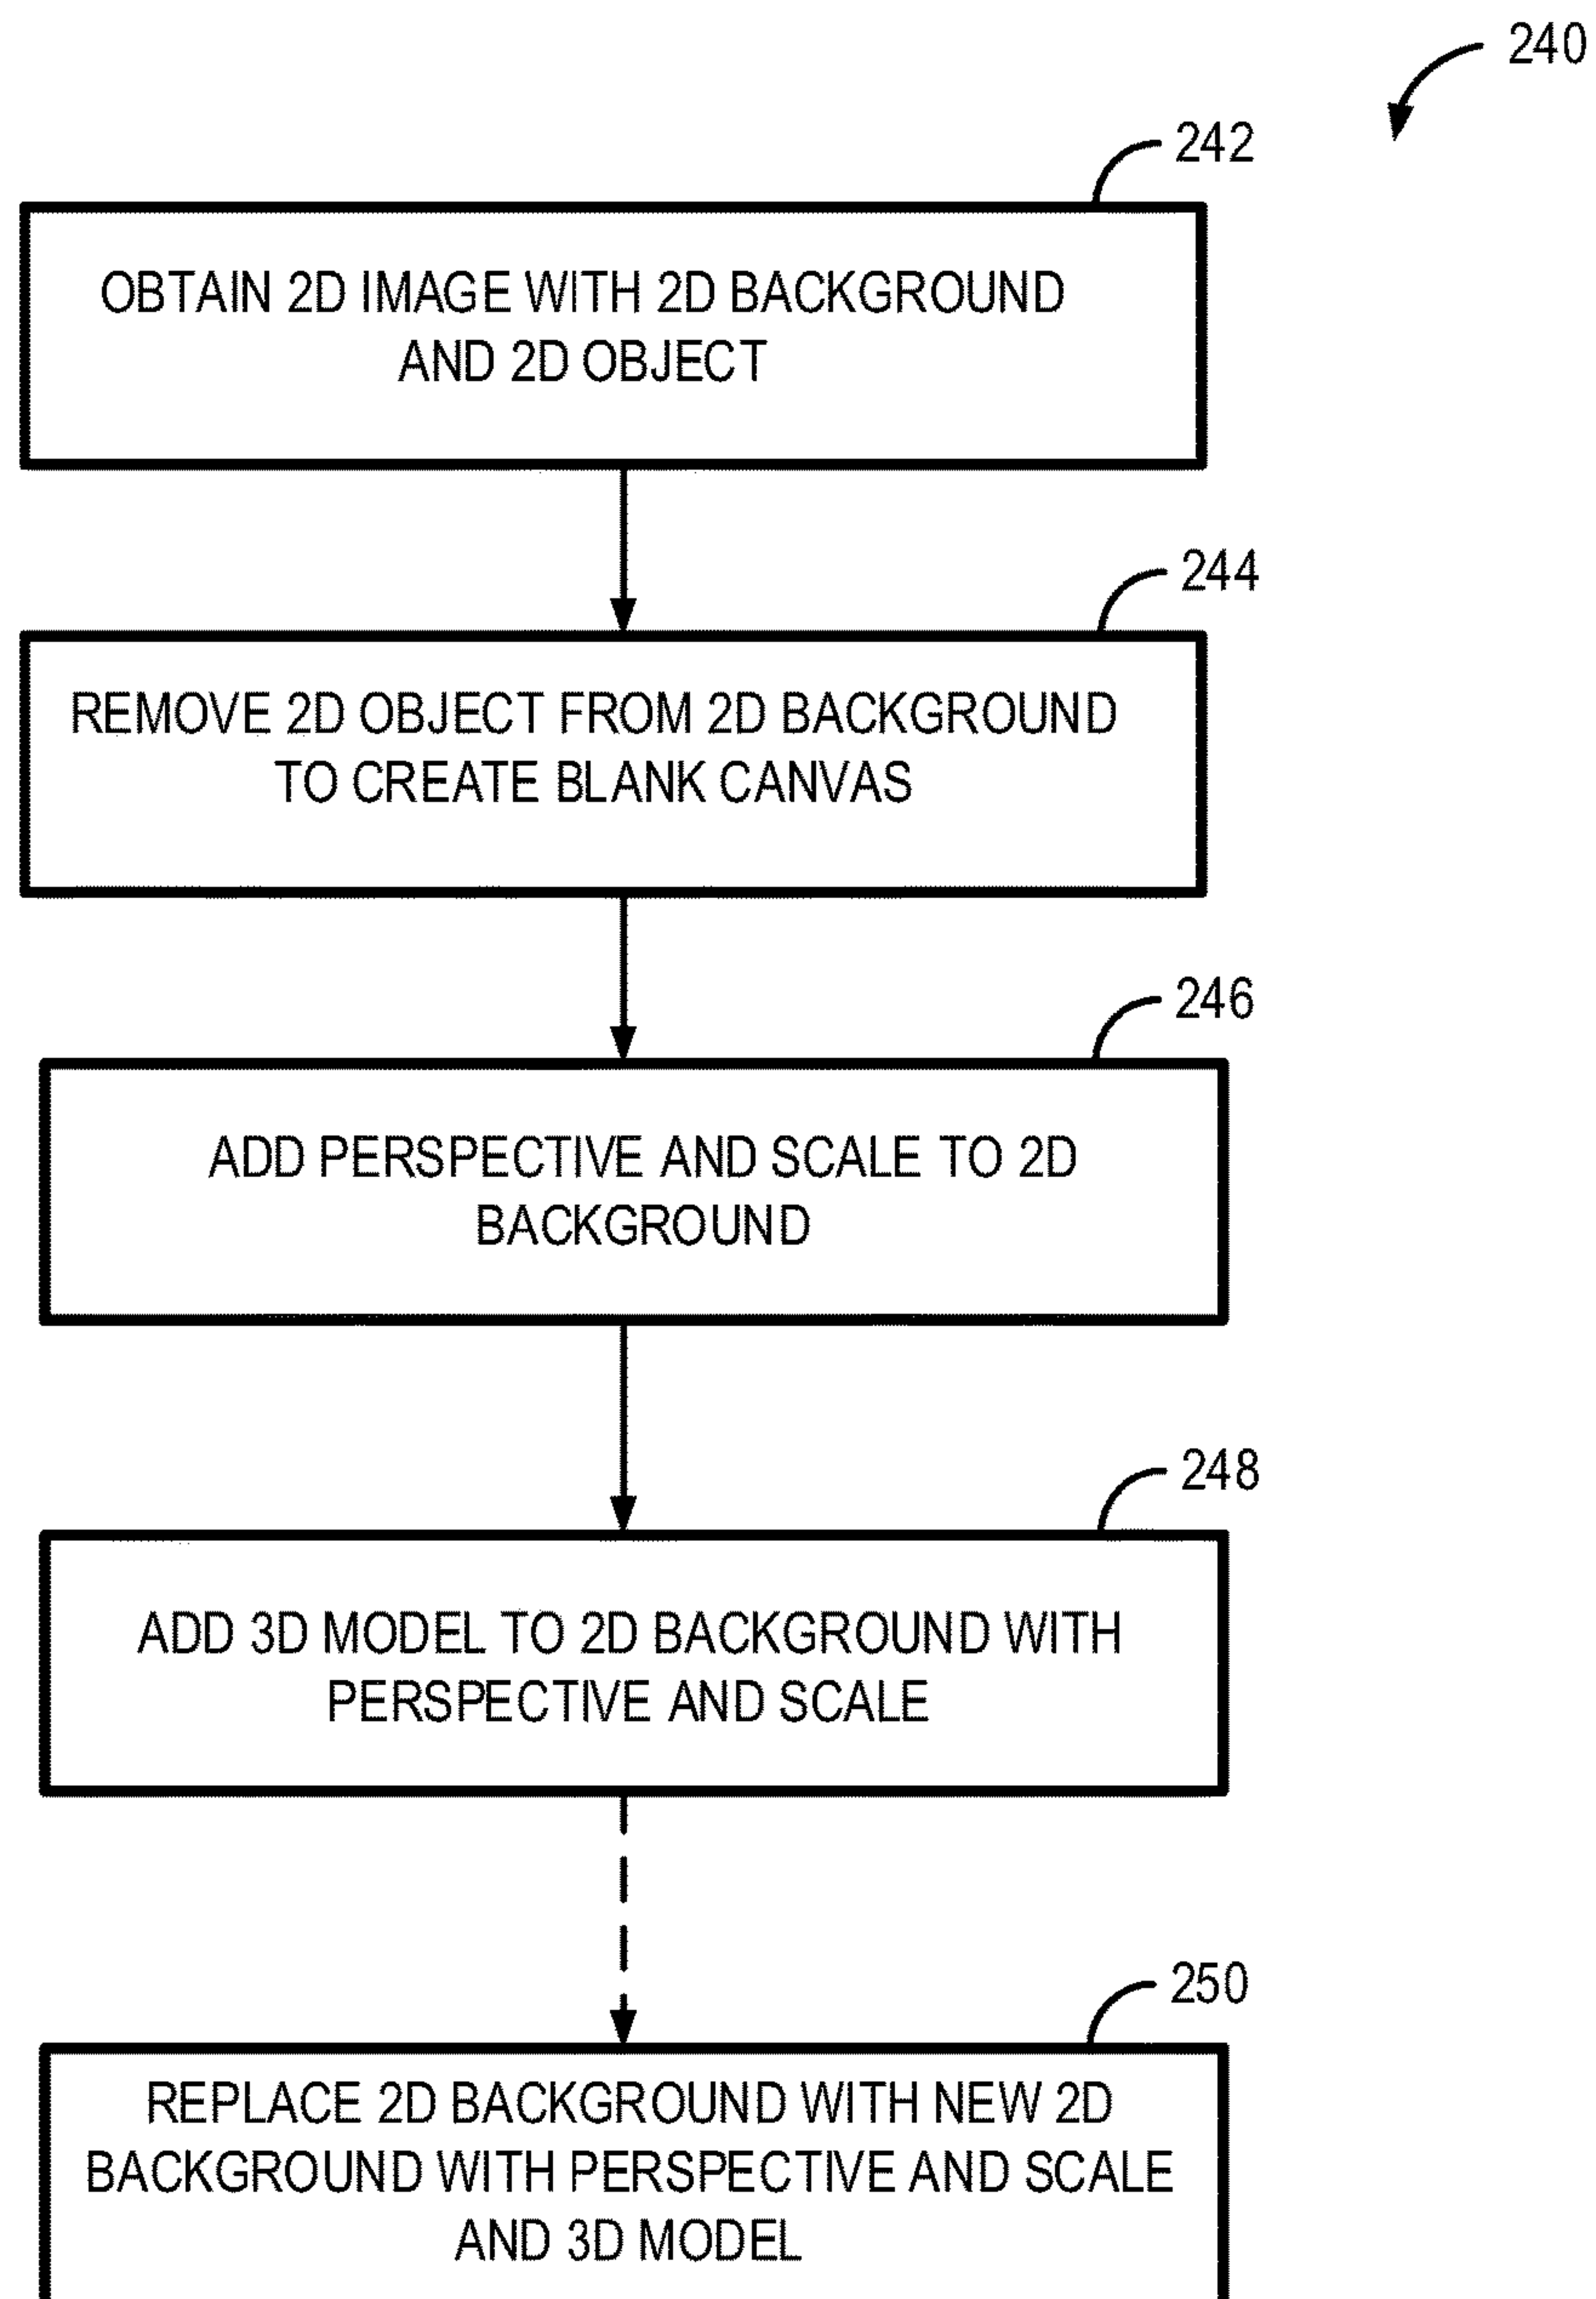 240
242
OBTAIN 2D IMAGE WITH 2D BACKGROUND
AND 2D OBJECT
244
REMOVE 2D OBJECT FROM 2D BACKGROUND
TO CREATE BLANK CANVAS
246
ADD PERSPECTIVE AND SCALE TO 2D
BACKGROUND
248
ADD 3D MODEL TO 2D BACKGROUND WITH
PERSPECTIVE AND SCALE
250
REPLACE 2D BACKGROUND WITH NEW 2D
BACKGROUND WITH PERSPECTIVE AND SCALE
AND 3D MODEL